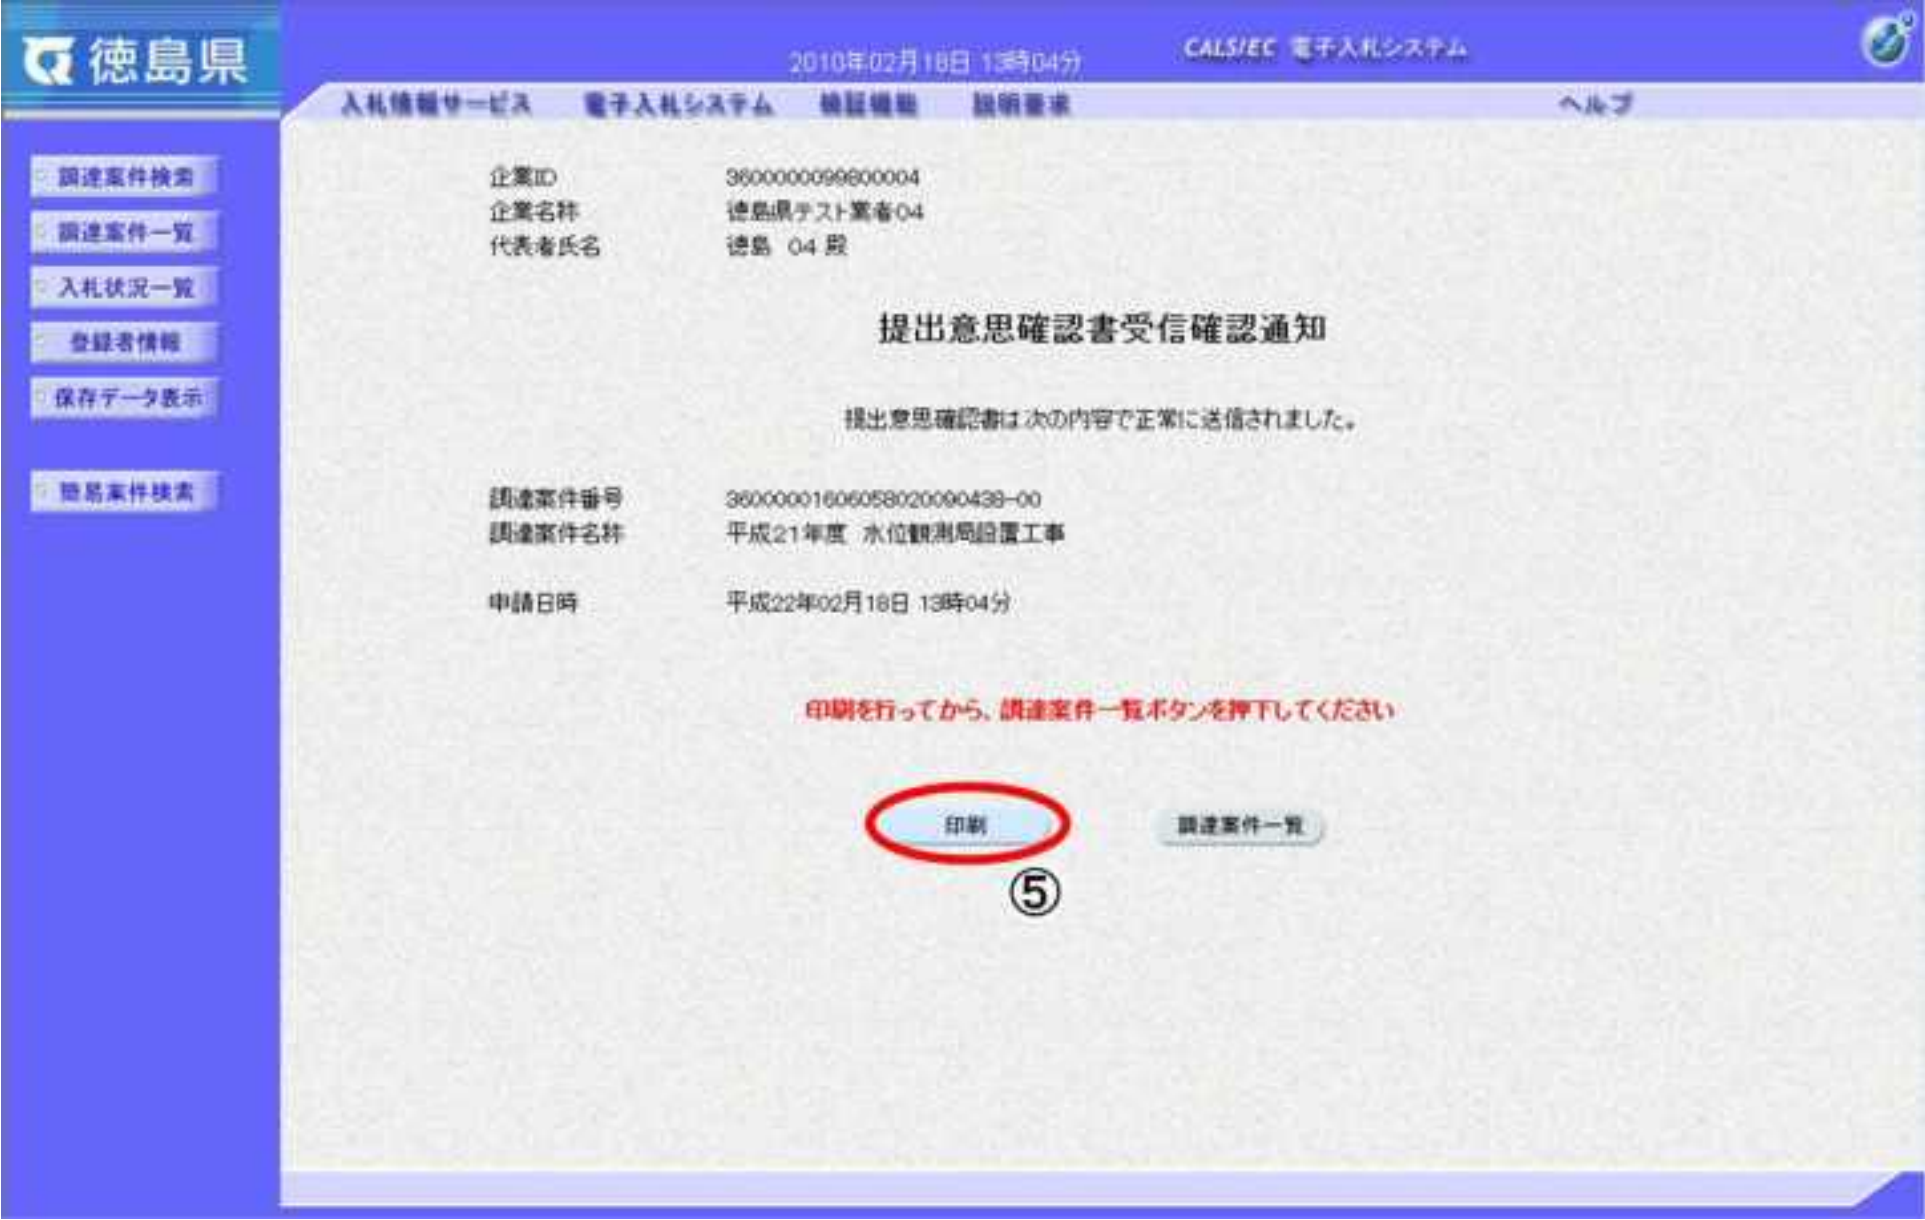 徳島県
2010年02月18日 13時04分
CALS/EC 電子入札システム
入札情報サービス 電子入札システム 検証機能 説明要求 ヘルプ
調達案件検索
調達案件一覧
入札状況一覧
登録者情報
保存データ表示
簡易案件検索
企業ID 3600000099800004
企業名称 徳島県テスト業者04
代表者氏名 徳島 04 殿
提出意思確認書受信確認通知
提出意思確認書は次の内容で正常に送信されました。
調達案件番号 36000001606058020090438-00
調達案件名称 平成21年度 水位観測局設置工事
申請日時 平成22年02月18日 13時04分
印刷を行ってから、調達案件一覧ボタンを押下してください
印刷 調達案件一覧
⑤